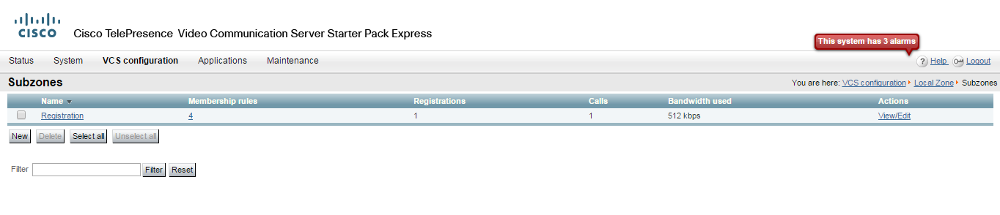 CISCO
Cisco TelePresence Video Communication Server Starter Pack Express
This system has 3 alarms
Status System VCS configuration Applications Maintenance
? Help Logout
Subzones
You are here: VCS configuration Local Zone Subzones
Name Membership rules Registrations Calls Bandwidth used Actions
Registration 4 1 1 512 kbps View/Edit
New Delete Select all Unselect all
Filter Filter Reset